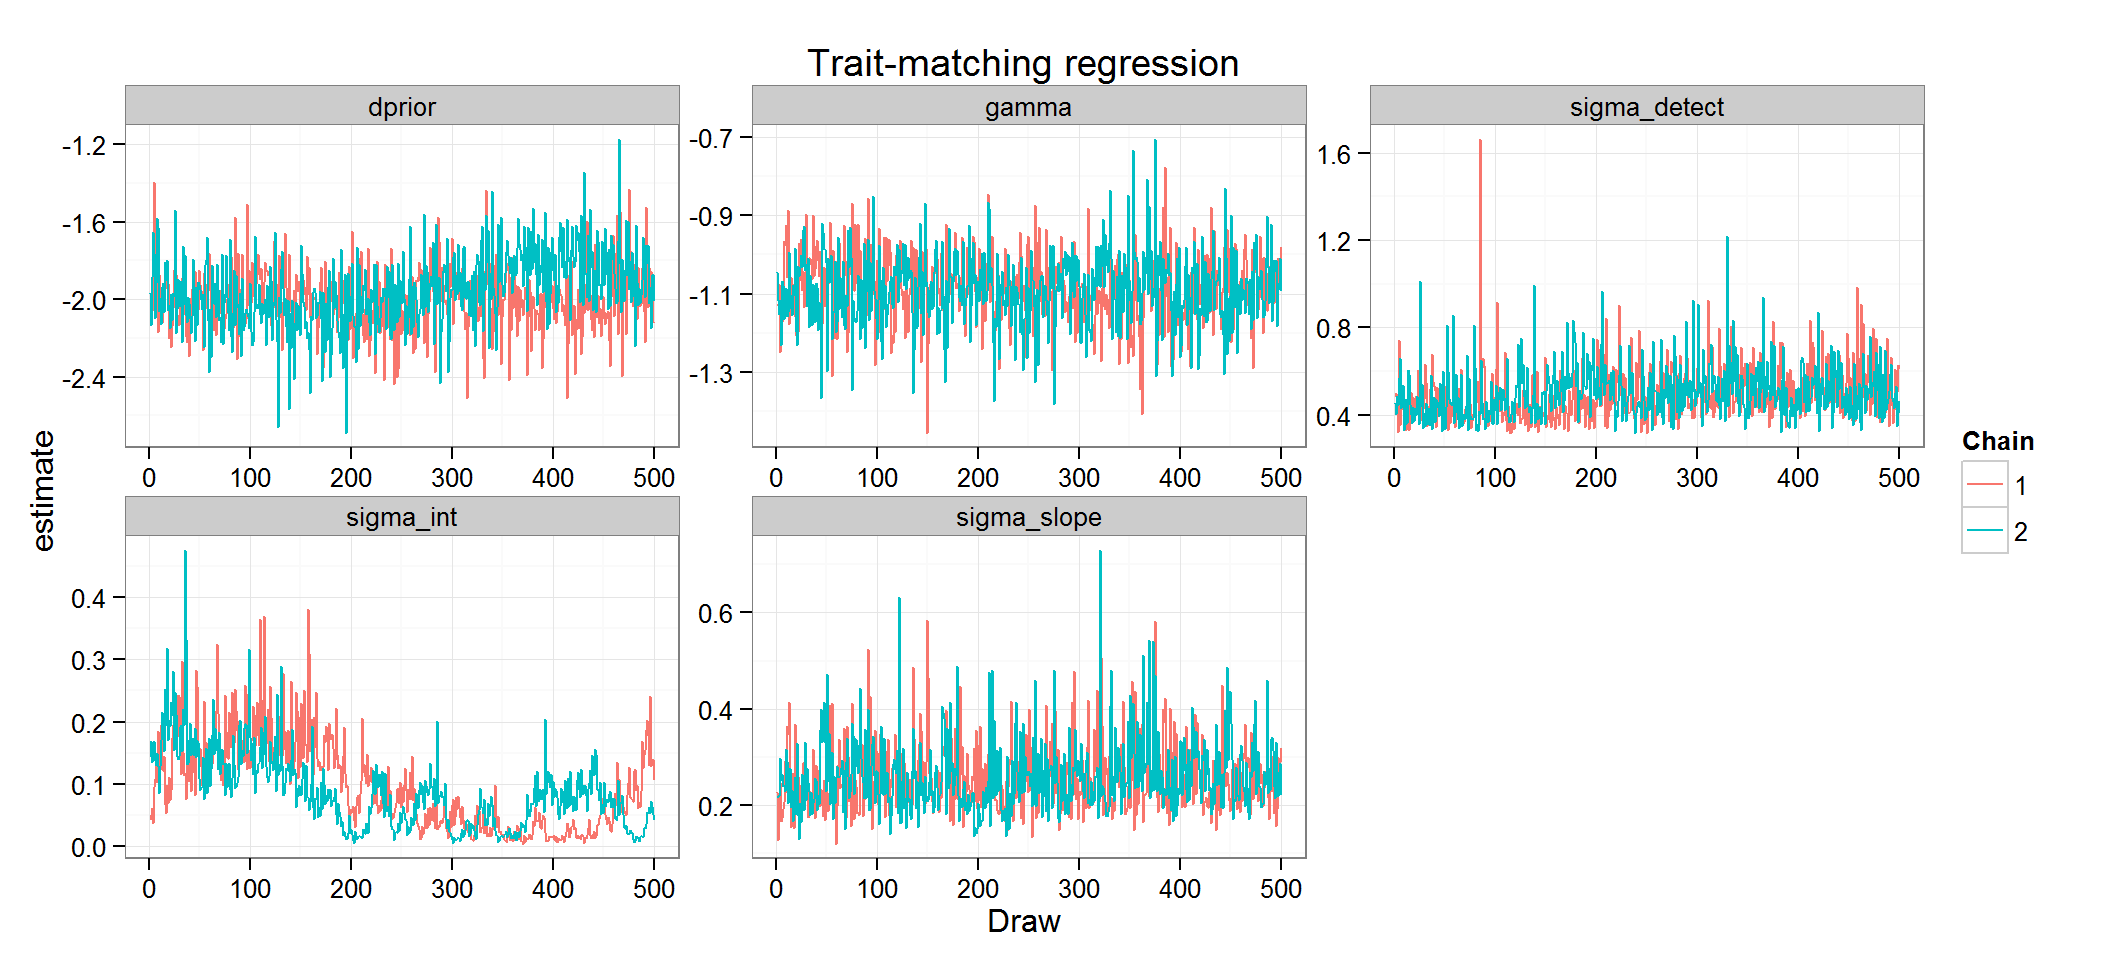 Trait-matching regression
dprior
gamma
sigma_detect
-1.2
-1.6
-2.0
-2.4
-0.7
-0.9
-1.1
-1.3
1.6
1.2
0.8
0.4
0 100 200 300 400 500
0 100 200 300 400 500
0 100 200 300 400 500
estimate
sigma_int
sigma_slope
0.4
0.3
0.2
0.1
0.0
0.6
0.4
0.2
0 100 200 300 400 500
0 100 200 300 400 500
Draw
Chain
1
2